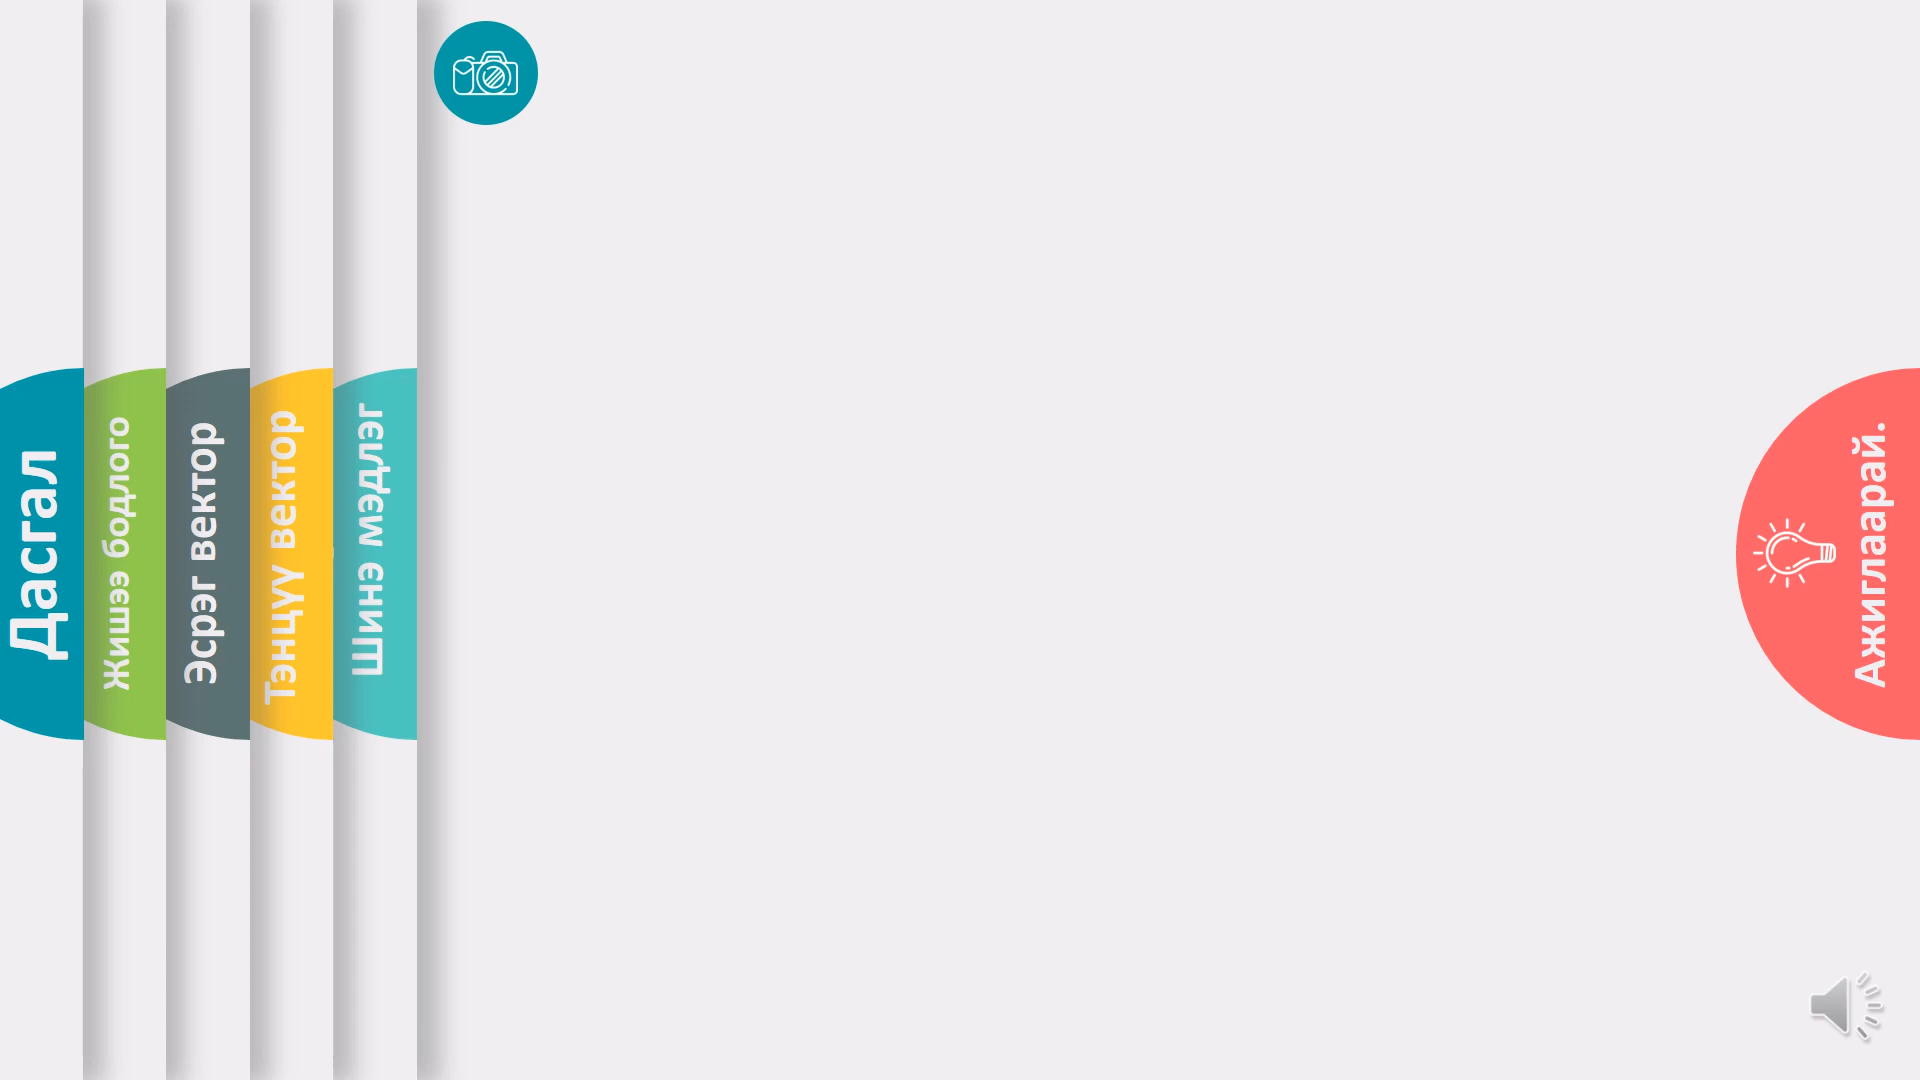 Дасгал
Жишээ бодлого
Эсрэг вектор
Тэнцүү вектор
Шинэ мэдлэг
Ажиглаарай.